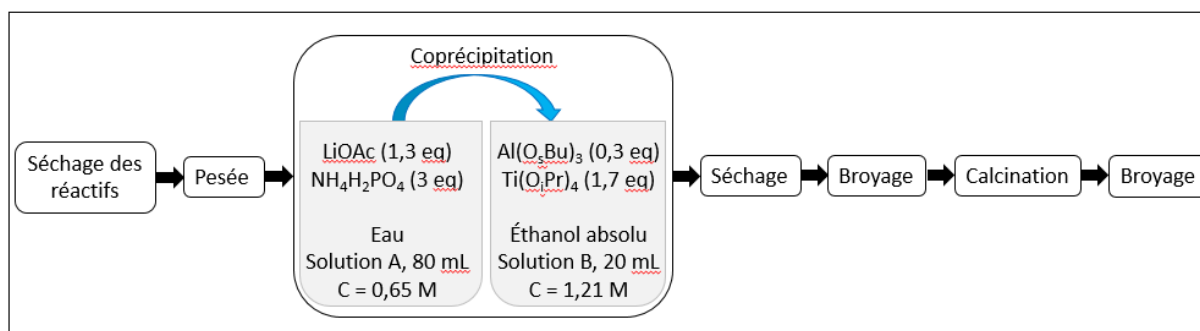 Coprécipitation
Séchage des
réactifs
Pesée
LiOAc (1,3 eq)
NH₄H₂PO₄ (3 eq)
Eau
Solution A, 80 mL
C = 0,65 M
Al(OₛBu)₃ (0,3 eq)
Ti(OᵢPr)₄ (1,7 eq)
Éthanol absolu
Solution B, 20 mL
C = 1,21 M
Séchage
Broyage
Calcination
Broyage